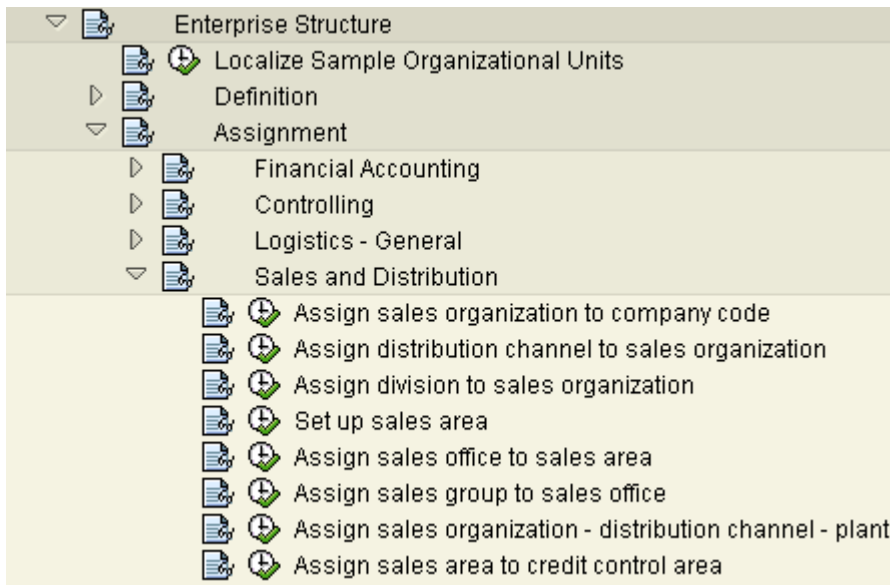 Enterprise Structure
Localize Sample Organizational Units
Definition
Assignment
Financial Accounting
Controlling
Logistics - General
Sales and Distribution
Assign sales organization to company code
Assign distribution channel to sales organization
Assign division to sales organization
Set up sales area
Assign sales office to sales area
Assign sales group to sales office
Assign sales organization - distribution channel - plant
Assign sales area to credit control area